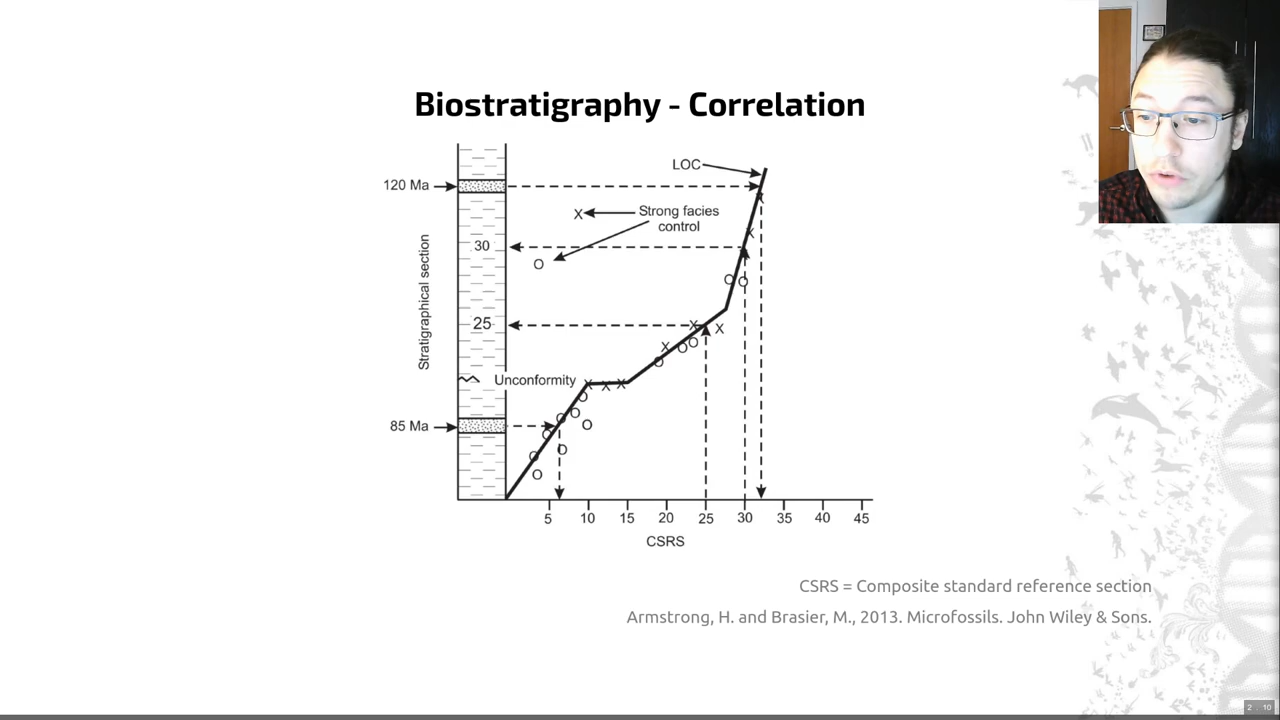 Biostratigraphy - Correlation
LOC
120 Ma
X
Strong facies
control
30
O
Stratigraphical section
25
Unconformity
85 Ma
5 10 15 20 25 30 35 40 45
CSRS
CSRS = Composite standard reference section
Armstrong, H. and Brasier, M., 2013. Microfossils. John Wiley & Sons.
2 10